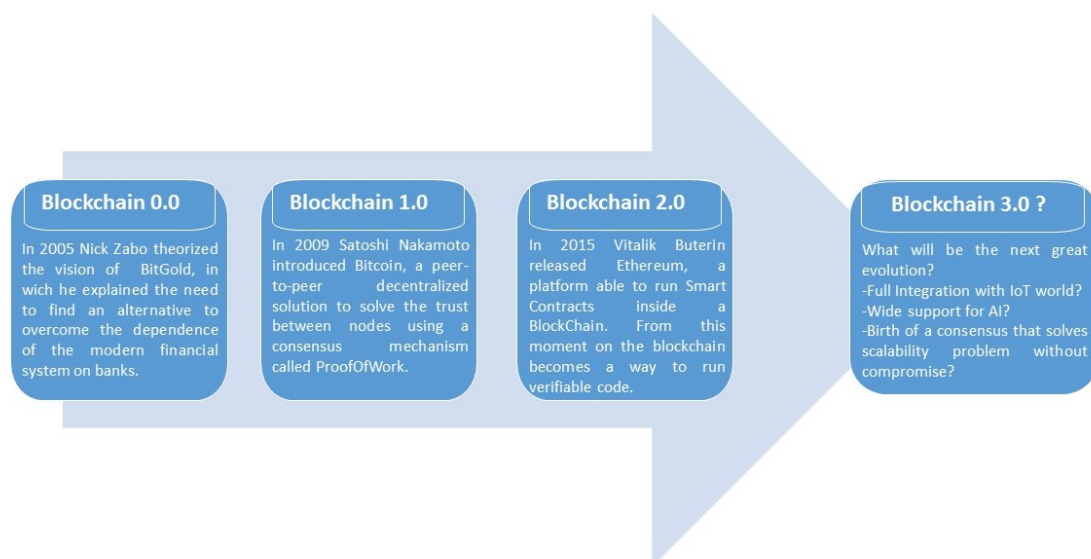 Blockchain 0.0
In 2005 Nick Zabo theorized
the vision of BitGold, in
wich he explained the need
to find an alternative to
overcome the dependence
of the modern financial
system on banks.
Blockchain 1.0
In 2009 Satoshi Nakamoto
introduced Bitcoin, a peer-
to-peer decentralized
solution to solve the trust
between nodes using a
consensus mechanism
called ProofOfWork.
Blockchain 2.0
In 2015 Vitalik Buterin
released Ethereum, a
platform able to run Smart
Contracts inside a
BlockChain. From this
moment on the blockchain
becomes a way to run
verifiable code.
Blockchain 3.0 ?
What will be the next great
evolution?
-Full Integration with IoT world?
-Wide support for AI?
-Birth of a consensus that solves
scalability problem without
compromise?